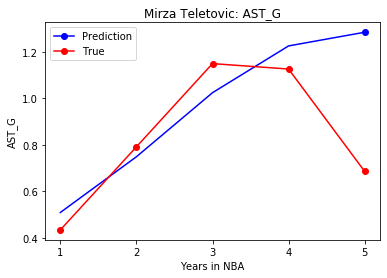 Mirza Teletovic: AST_G
Prediction
True
AST_G
1.2
1.0
0.8
0.6
0.4
1 2 3 4 5
Years in NBA